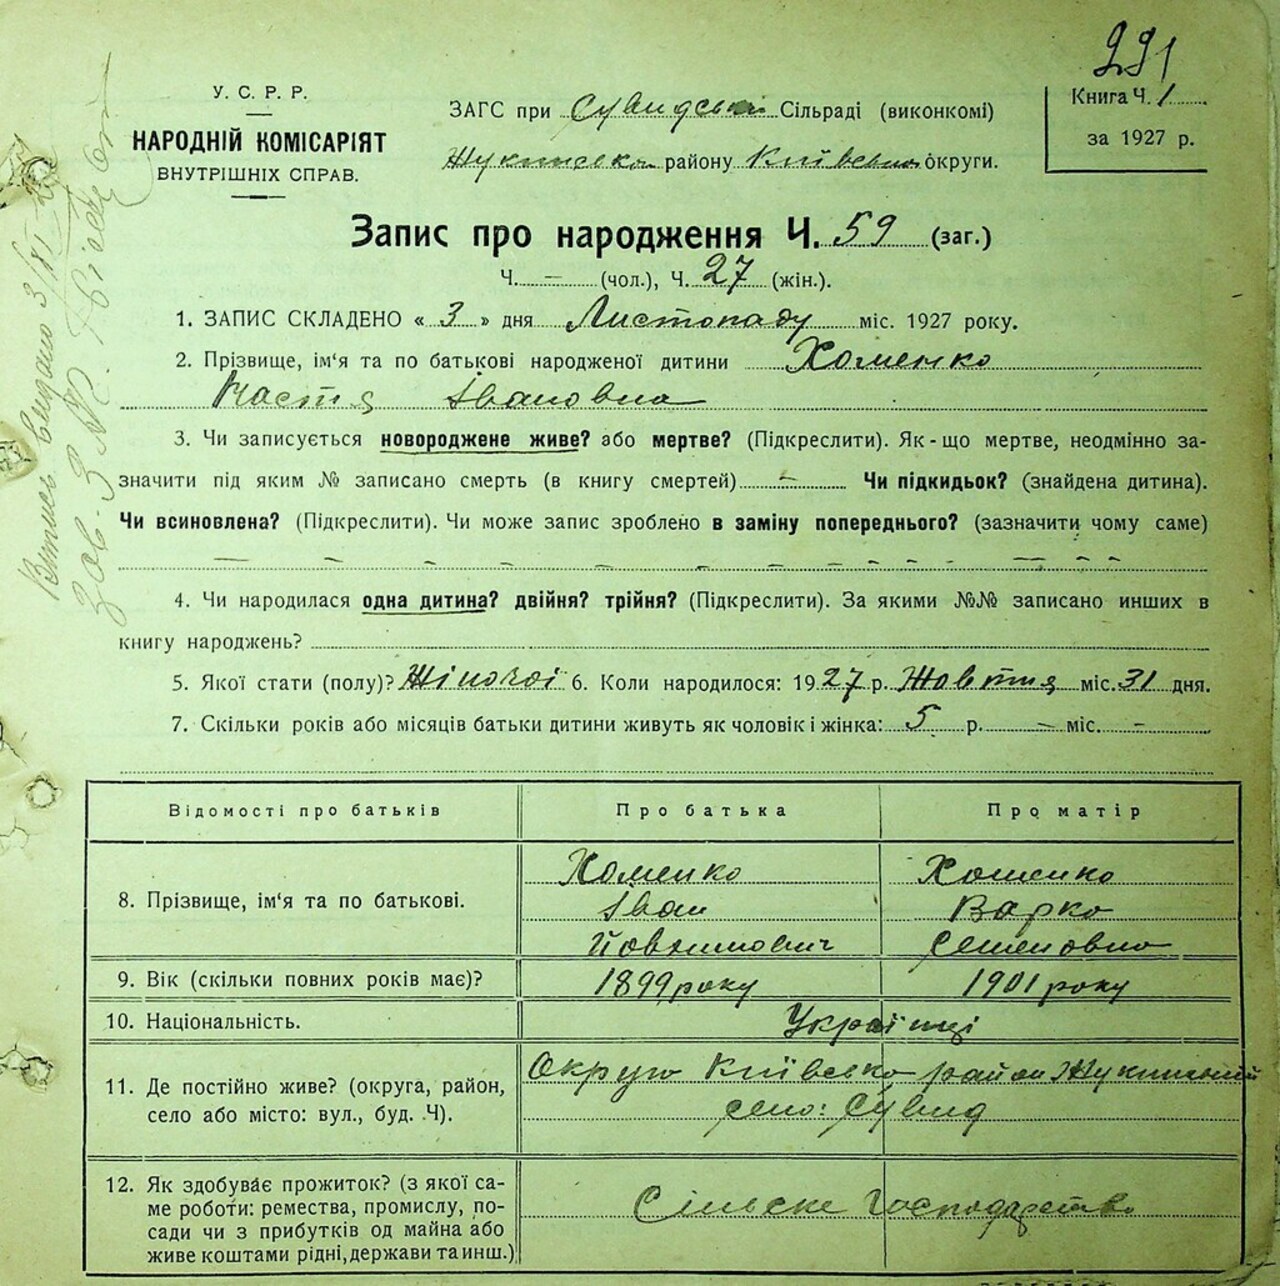 221
У. С. Р. Р.
НАРОДНІЙ КОМІСАРІЯТ
ВНУТРІШНІХ СПРАВ.
ЗАГС при Сувидській Сільраді (виконкомі)
Жукинська району Київська округи.
Книга Ч. 1
за 1927 р.
Запис про народження Ч. 59 (заг.)
Ч. — (чол.), Ч. 27 (жін.).
1. ЗАПИС СКЛАДЕНО « 3 » дня Листопаду міс. 1927 року.
2. Прізвище, ім‘я та по батькові народженої дитини Хоменко
Настя Івановна
3. Чи записується новороджене живе? або мертве? (Підкреслити). Як-що мертве, неодмінно за-
значити під яким № записано смерть (в книгу смертей) — Чи підкидьок? (знайдена дитина).
Чи всиновлена? (Підкреслити). Чи може запис зроблено в заміну попереднього? (зазначити чому саме)
— — — — — — — — — — —
4. Чи народилася одна дитина? двійня? трійня? (Підкреслити). За якими №№ записано инших в
книгу народжень?
5. Якої стати (полу)? Жіночої 6. Коли народилося: 1927 р. Жовтня міс. 31 дня.
7. Скільки років або місяців батьки дитини живуть як чоловік і жінка: 5 р. — міс. —
Відомості про батьків Про батька Про матір
8. Прізвище, ім‘я та по батькові.
Хоменко Хоменко
Іван Варка
Йовхимович Семеновна
9. Вік (скільки повних років має)? 1899 року 1901 року
10. Національність. Українці
11. Де постійно живе? (округа, район,
село або місто: вул., буд. Ч).
Округа Київська район Жукинський
село: Сувид
12. Як здобуває прожиток? (з якої са-
ме роботи: ремества, промислу, по-
сади чи з прибутків од майна або
живе коштами рідні, держави та инш.)
Сільске Господарство
Витись видано 3/XI-